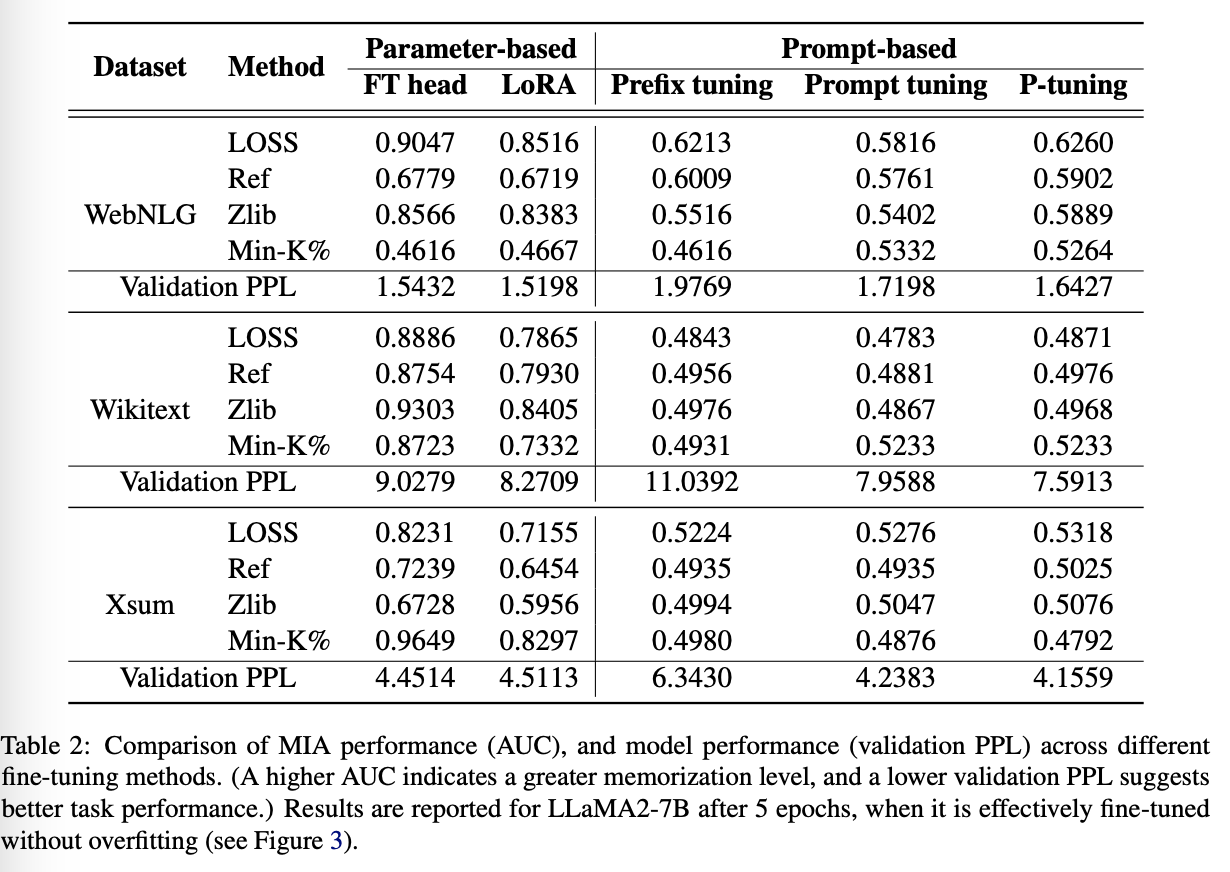 Dataset Method Parameter-based Prompt-based
FT head LoRA Prefix tuning Prompt tuning P-tuning
LOSS 0.9047 0.8516 0.6213 0.5816 0.6260
Ref 0.6779 0.6719 0.6009 0.5761 0.5902
WebNLG Zlib 0.8566 0.8383 0.5516 0.5402 0.5889
Min-K% 0.4616 0.4667 0.4616 0.5332 0.5264
Validation PPL 1.5432 1.5198 1.9769 1.7198 1.6427
LOSS 0.8886 0.7865 0.4843 0.4783 0.4871
Ref 0.8754 0.7930 0.4956 0.4881 0.4976
Wikitext Zlib 0.9303 0.8405 0.4976 0.4867 0.4968
Min-K% 0.8723 0.7332 0.4931 0.5233 0.5233
Validation PPL 9.0279 8.2709 11.0392 7.9588 7.5913
LOSS 0.8231 0.7155 0.5224 0.5276 0.5318
Ref 0.7239 0.6454 0.4935 0.4935 0.5025
Xsum Zlib 0.6728 0.5956 0.4994 0.5047 0.5076
Min-K% 0.9649 0.8297 0.4980 0.4876 0.4792
Validation PPL 4.4514 4.5113 6.3430 4.2383 4.1559
Table 2: Comparison of MIA performance (AUC), and model performance (validation PPL) across different
fine-tuning methods. (A higher AUC indicates a greater memorization level, and a lower validation PPL suggests
better task performance.) Results are reported for LLaMA2-7B after 5 epochs, when it is effectively fine-tuned
without overfitting (see Figure 3).